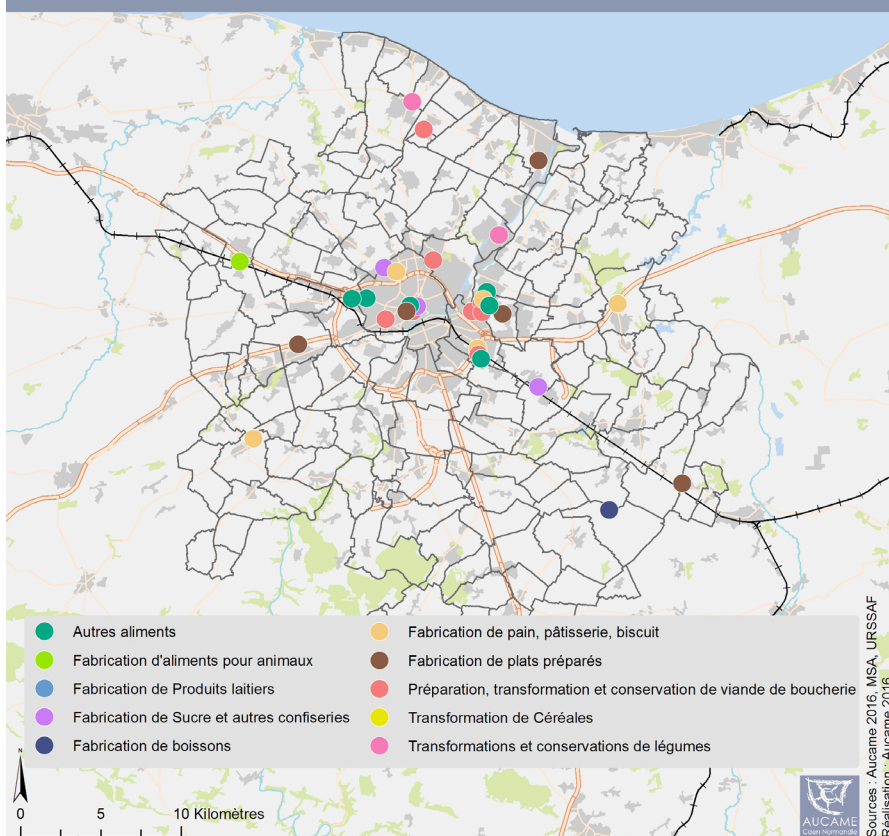 Autres aliments
Fabrication d'aliments pour animaux
Fabrication de Produits laitiers
Fabrication de Sucre et autres confiseries
Fabrication de boissons
Fabrication de pain, pâtisserie, biscuit
Fabrication de plats préparés
Préparation, transformation et conservation de viande de boucherie
Transformation de Céréales
Transformations et conservations de légumes
N
0 5 10 Kilomètres
Sources : Aucame 2016, MSA, URSSAF
Réalisation : Aucame 2016
AUCAME
Caen Normandie